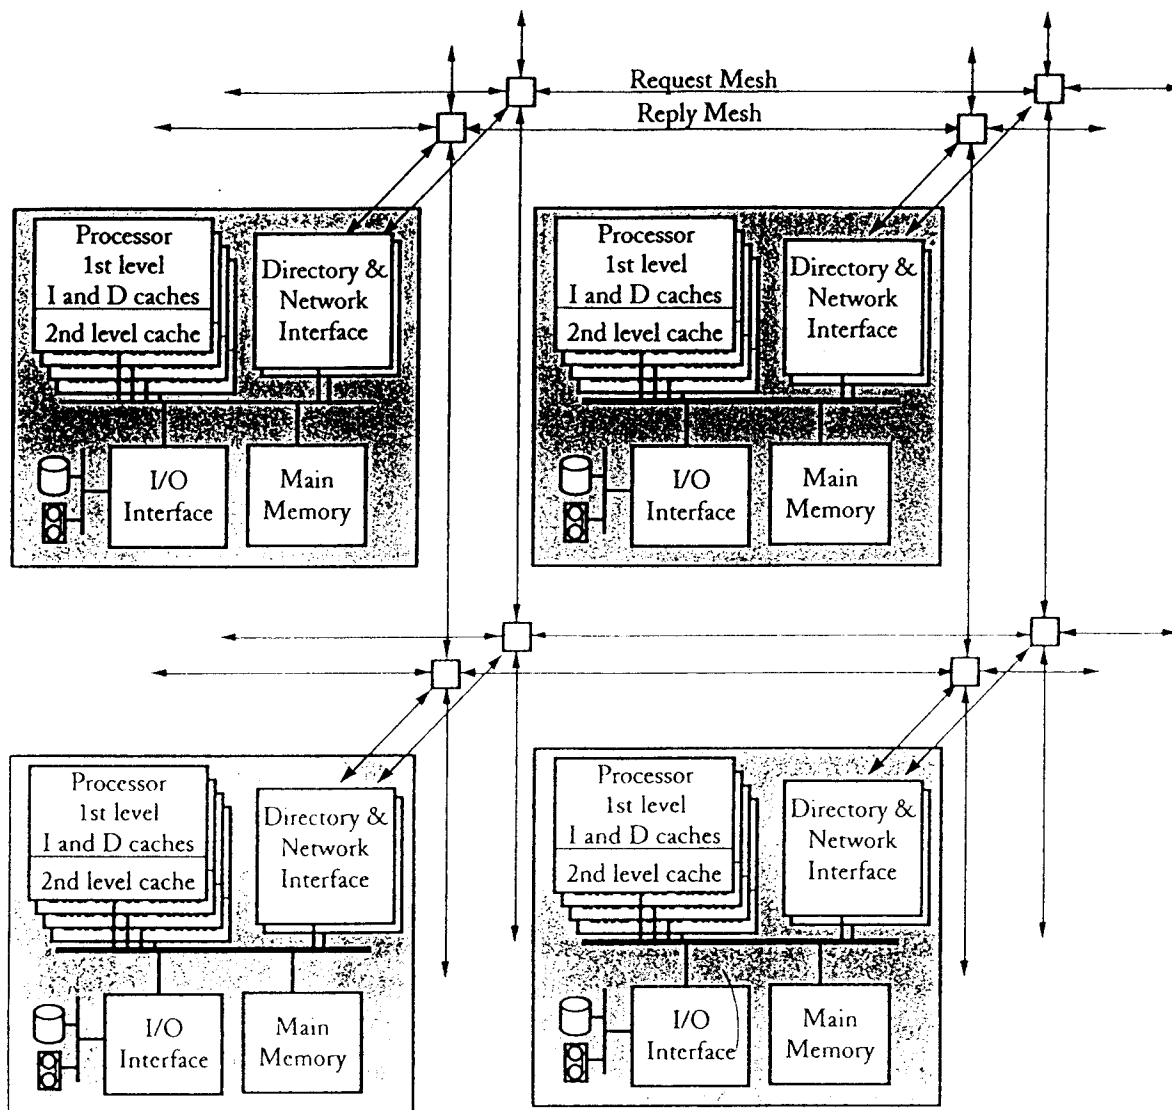 Request Mesh
Reply Mesh
Processor
1st level
I and D caches
2nd level cache
Directory &
Network
Interface
I/O
Interface
Main
Memory
Processor
1st level
I and D caches
2nd level cache
Directory &
Network
Interface
I/O
Interface
Main
Memory
Processor
1st level
I and D caches
2nd level cache
Directory &
Network
Interface
I/O
Interface
Main
Memory
Processor
1st level
I and D caches
2nd level cache
Directory &
Network
Interface
I/O
Interface
Main
Memory